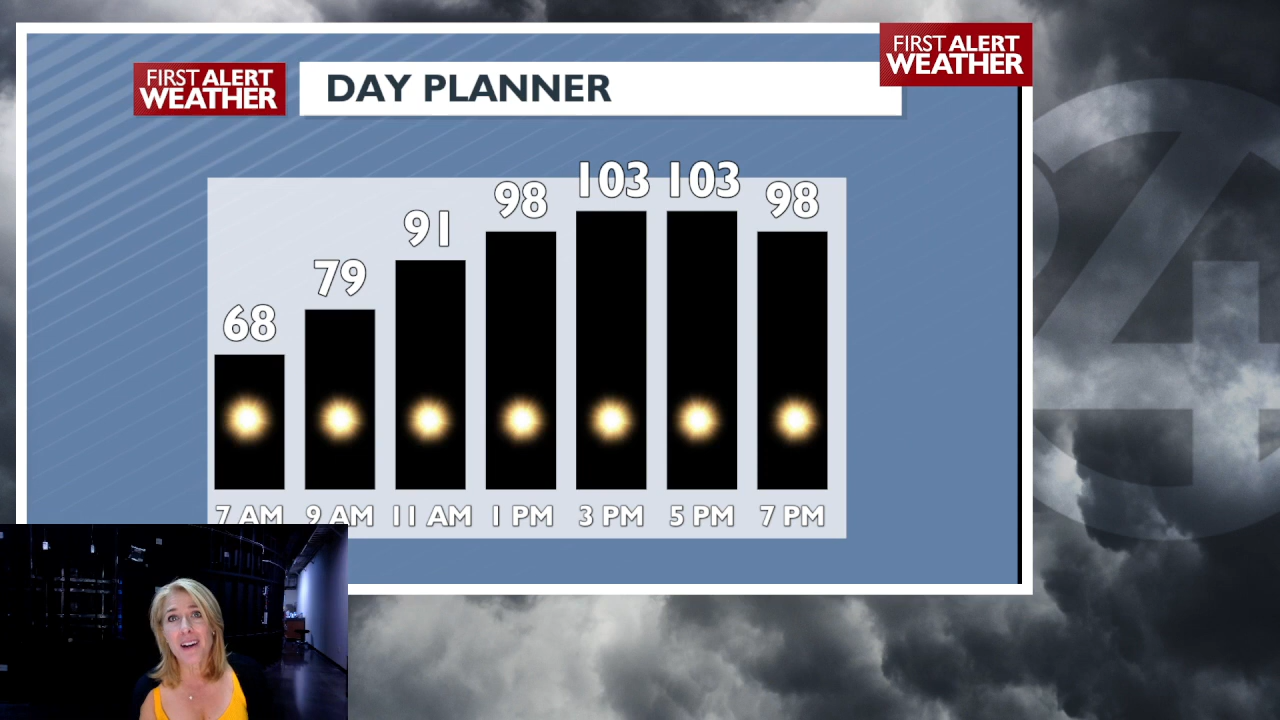 FIRST ALERT
WEATHER
DAY PLANNER
FIRST ALERT
WEATHER
68 79 91 98 103 103 98
7 AM 9 AM 11 AM 1 PM 3 PM 5 PM 7 PM
4